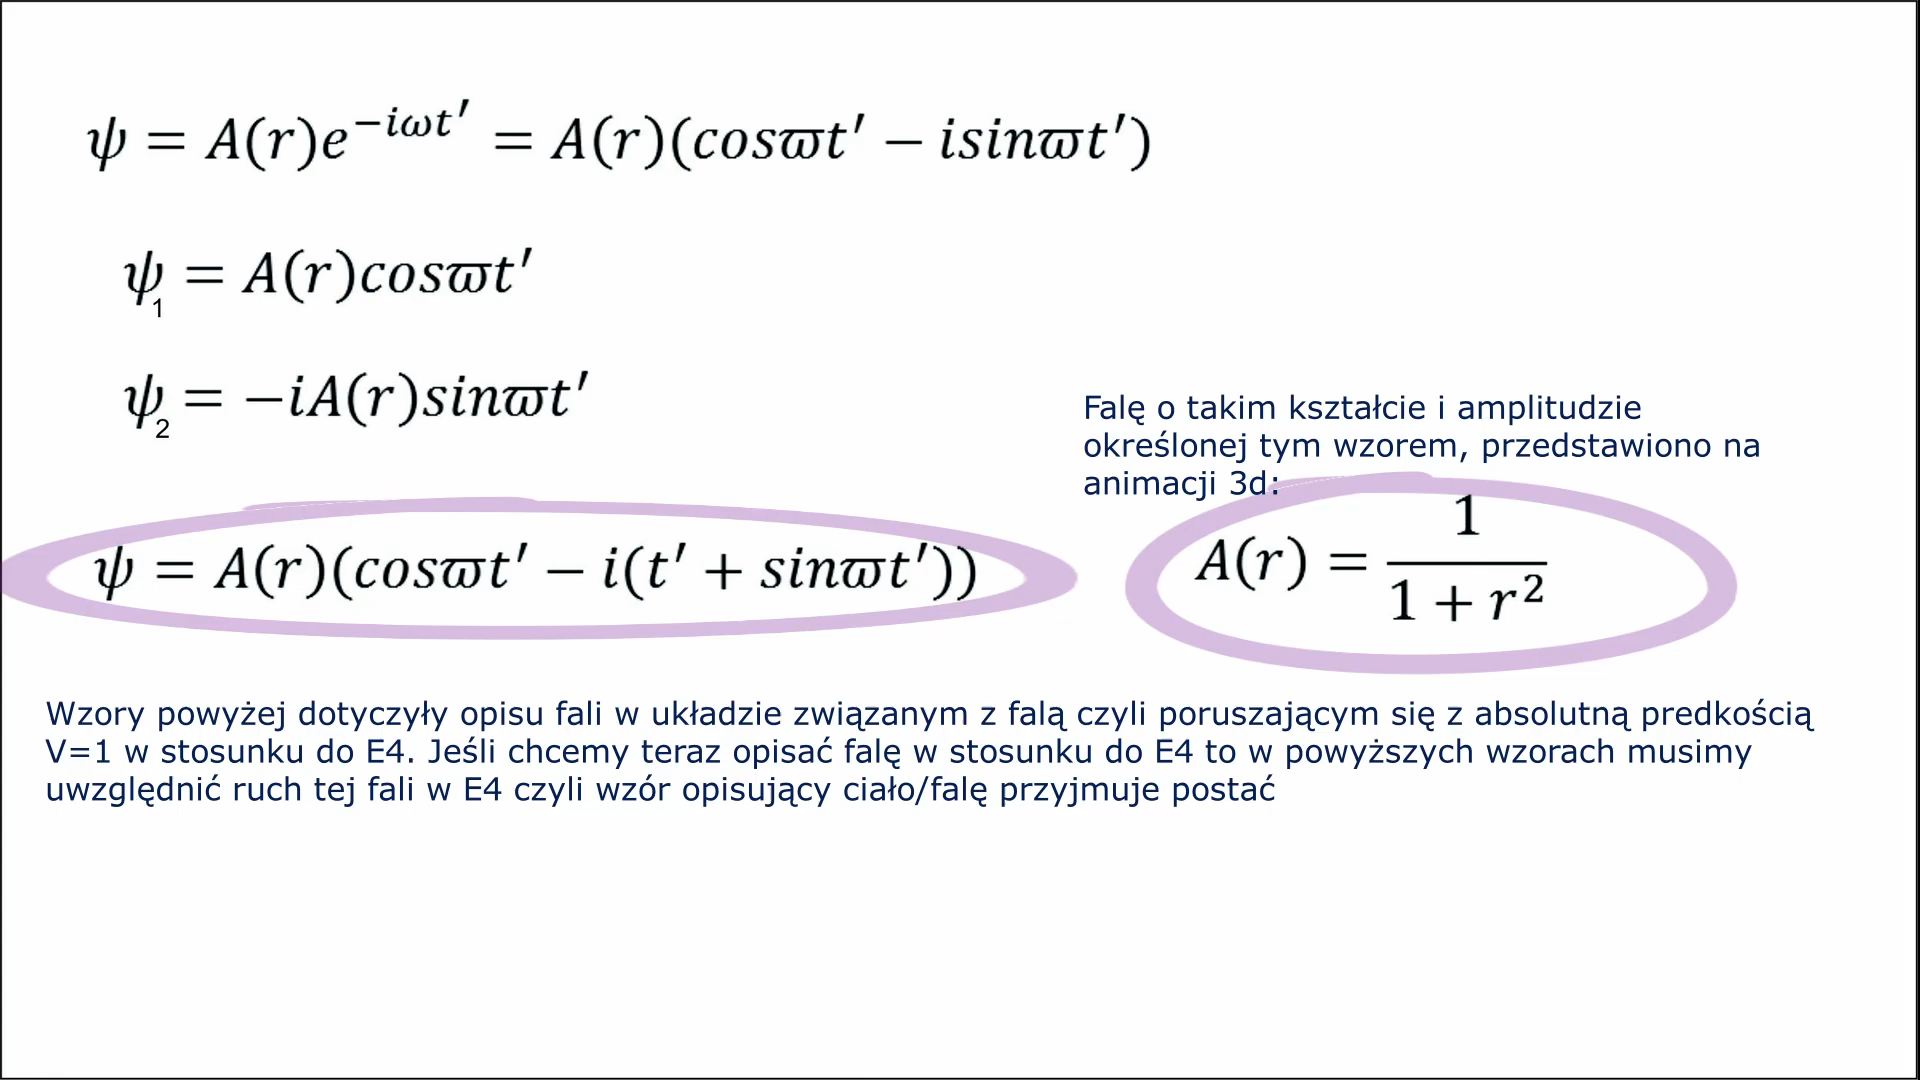 ψ = A(r)e^{−iωt′} = A(r)(cosϖt′ − isinϖt′)
ψ₁ = A(r)cosϖt′
ψ₂ = −iA(r)sinϖt′
Falę o takim kształcie i amplitudzie
określonej tym wzorem, przedstawiono na
animacji 3d:
ψ = A(r)(cosϖt′ − i(t′ + sinϖt′))
A(r) = 1/(1 + r²)
Wzory powyżej dotyczyły opisu fali w układzie związanym z falą czyli poruszającym się z absolutną predkością
V=1 w stosunku do E4. Jeśli chcemy teraz opisać falę w stosunku do E4 to w powyższych wzorach musimy
uwzględnić ruch tej fali w E4 czyli wzór opisujący ciało/falę przyjmuje postać